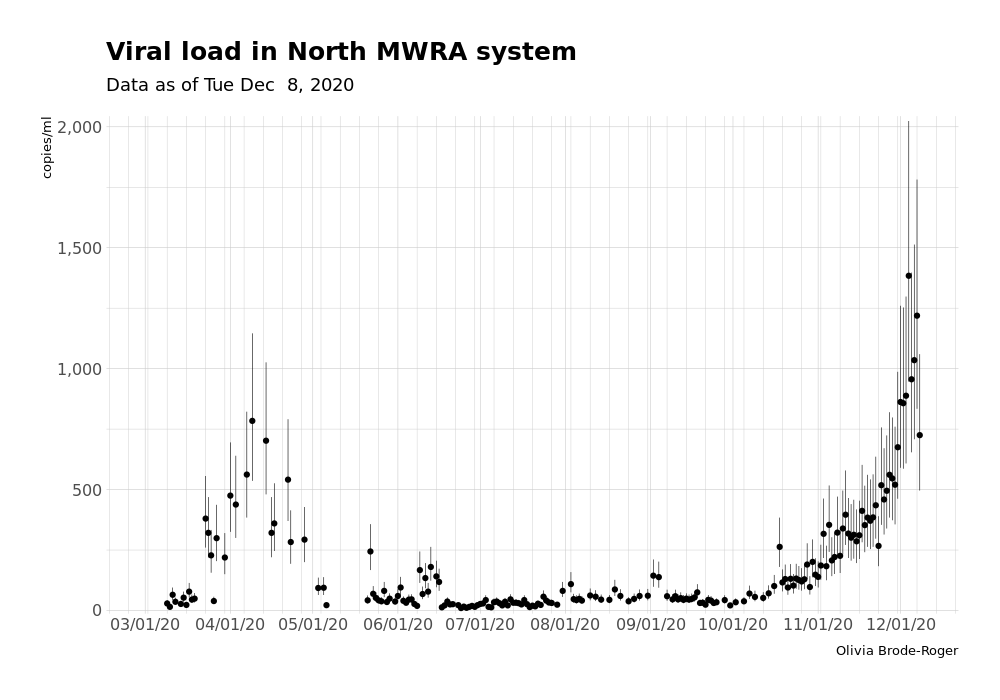 Viral load in North MWRA system
Data as of Tue Dec  8, 2020
copies/ml
2,000
1,500
1,000
500
0
03/01/20 04/01/20 05/01/20 06/01/20 07/01/20 08/01/20 09/01/20 10/01/20 11/01/20 12/01/20
Olivia Brode-Roger